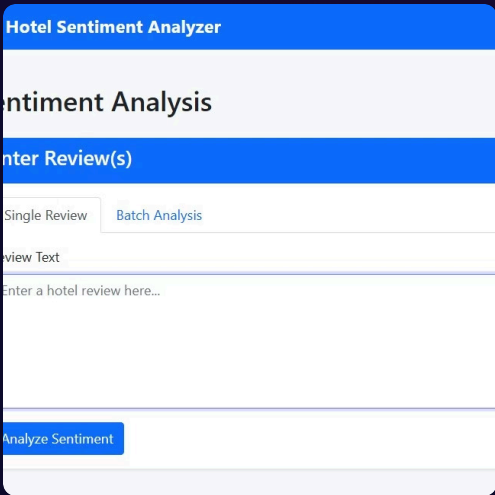 Hotel Sentiment Analyzer
entiment Analysis
nter Review(s)
Single Review Batch Analysis
eview Text
Enter a hotel review here...
Analyze Sentiment